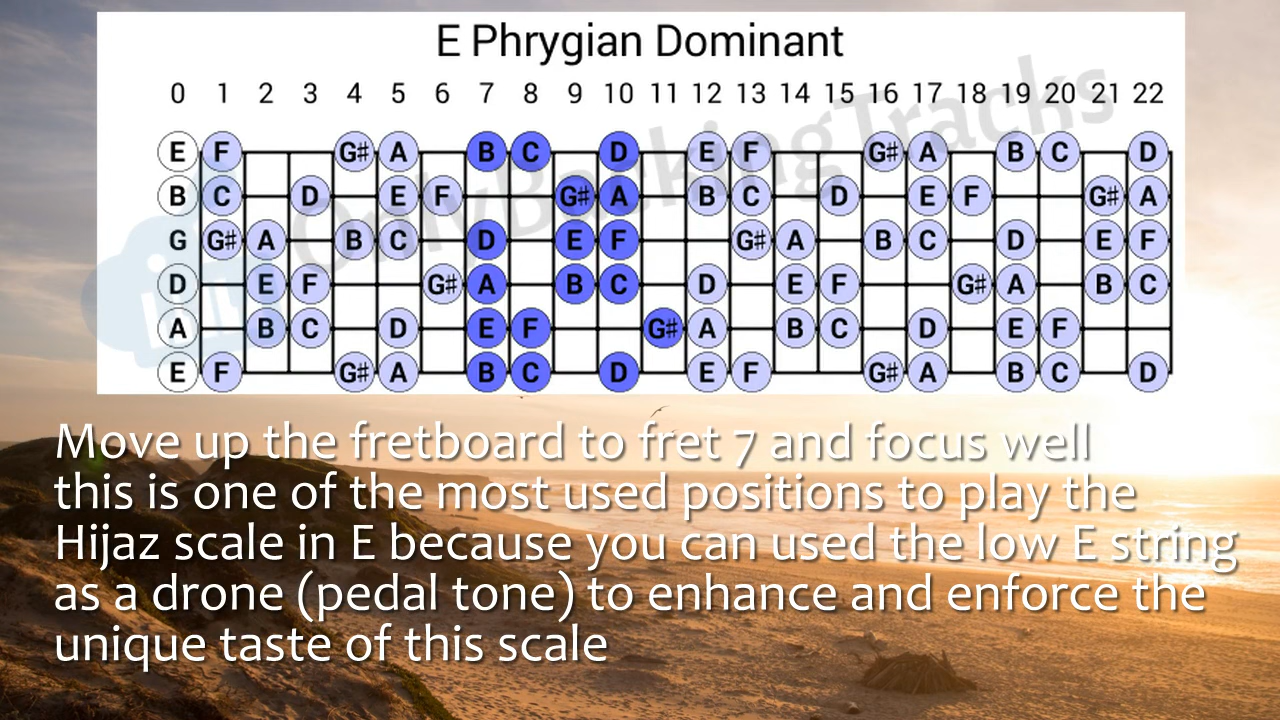 E Phrygian Dominant
0 1 2 3 4 5 6 7 8 9 10 11 12 13 14 15 16 17 18 19 20 21 22
E F G# A B C D E F G# A B C D
B C D E F G# A B C D E F G# A
G G# A B C D E F G# A B C D E F
D E F G# A B C D E F G# A B C
A B C D E F G# A B C D E F
E F G# A B C D E F G# A B C D
OnlyBackingTracks
Move up the fretboard to fret 7 and focus well
this is one of the most used positions to play the
Hijaz scale in E because you can used the low E string
as a drone (pedal tone) to enhance and enforce the
unique taste of this scale